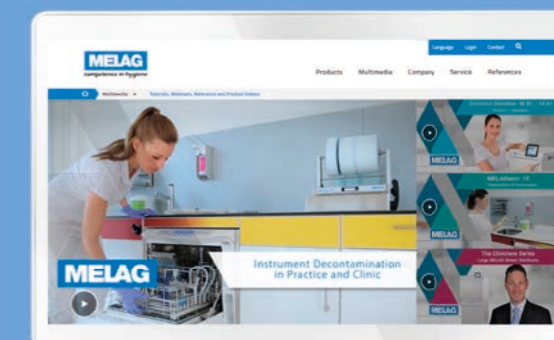 Language Login Contact
MELAG
competence in hygiene
Products Multimedia Company Service References
Multimedia Tutorials, Webinars, Reference and Product Videos
MELAG
MELAG
Instrument Decontamination
in Practice and Clinic
MELAG
The Clinicians Series
MELAG